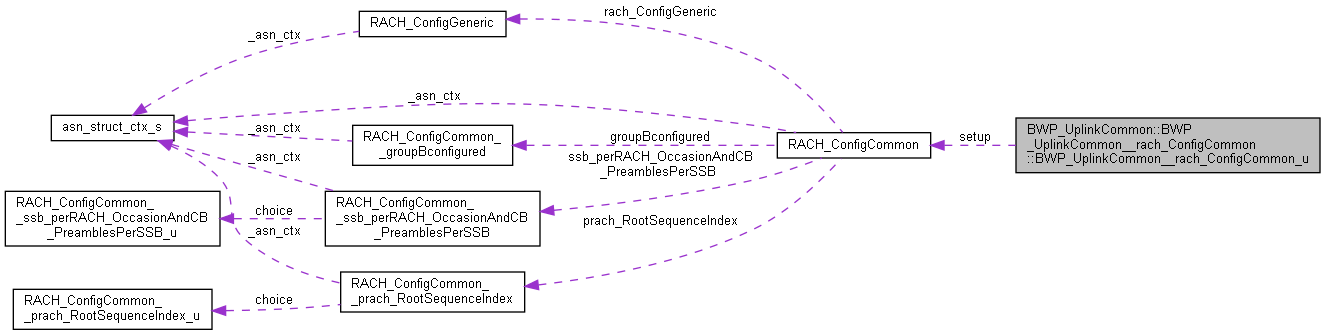 rach_ConfigGeneric
RACH_ConfigGeneric
_asn_ctx
_asn_ctx
asn_struct_ctx_s
_asn_ctx
RACH_ConfigCommon_
_groupBconfigured
groupBconfigured
RACH_ConfigCommon
setup
BWP_UplinkCommon::BWP
_UplinkCommon__rach_ConfigCommon
::BWP_UplinkCommon__rach_ConfigCommon_u
_asn_ctx
ssb_perRACH_OccasionAndCB
_PreamblesPerSSB
RACH_ConfigCommon_
_ssb_perRACH_OccasionAndCB
_PreamblesPerSSB_u
choice
RACH_ConfigCommon_
_ssb_perRACH_OccasionAndCB
_PreamblesPerSSB
_asn_ctx
prach_RootSequenceIndex
RACH_ConfigCommon_
_prach_RootSequenceIndex
choice
RACH_ConfigCommon_
_prach_RootSequenceIndex_u